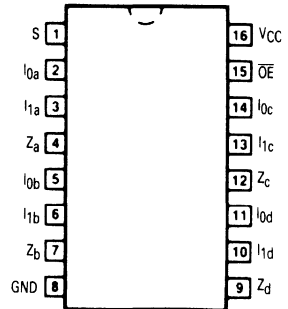 S 1 16 VCC
I0a 2 15 OE
I1a 3 14 I0c
Za 4 13 I1c
I0b 5 12 Zc
I1b 6 11 I0d
Zb 7 10 I1d
GND 8 9 Zd